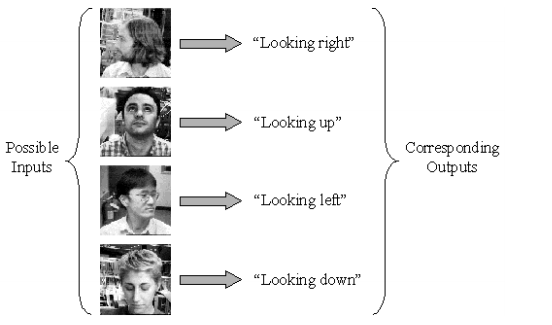 “Looking right”
“Looking up”
Possible
Inputs
Corresponding
Outputs
“Looking left”
“Looking down”